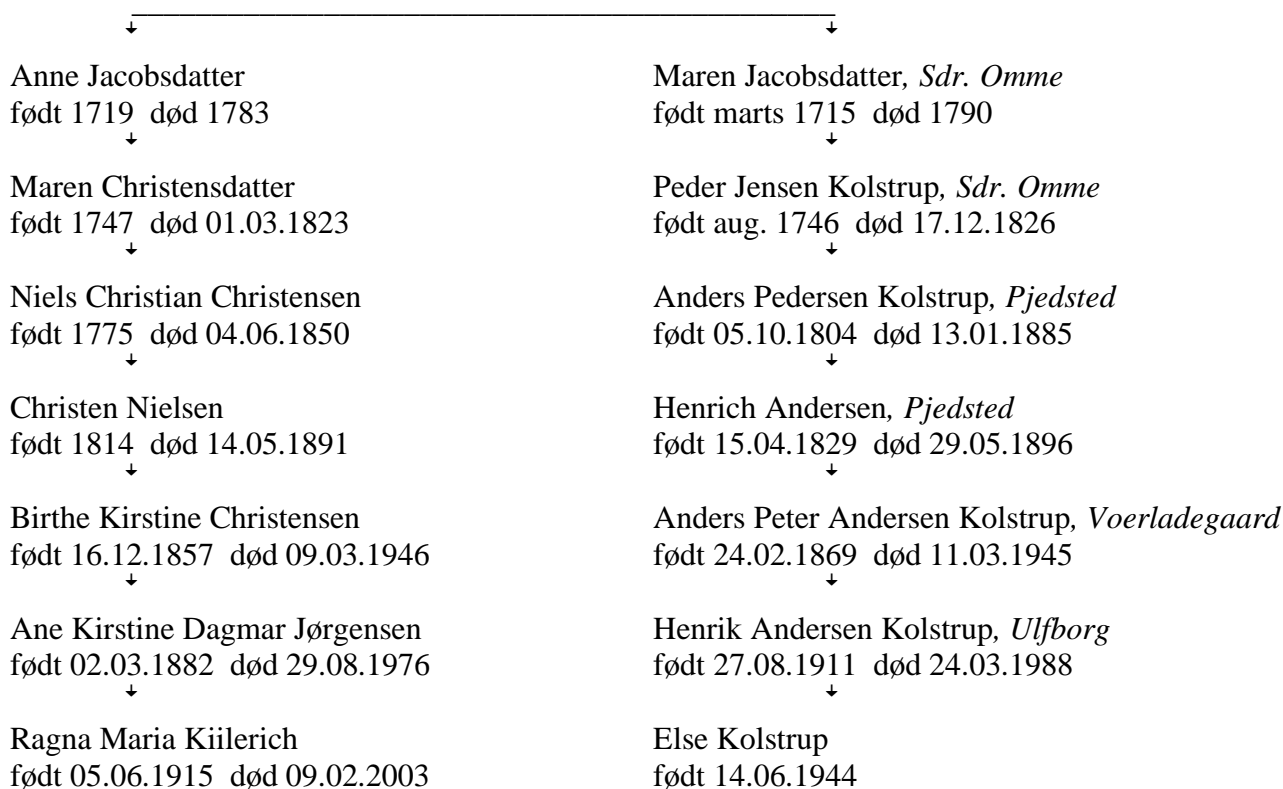 Anne Jacobsdatter
født 1719 død 1783
Maren Christensdatter
født 1747 død 01.03.1823
Niels Christian Christensen
født 1775 død 04.06.1850
Christen Nielsen
født 1814 død 14.05.1891
Birthe Kirstine Christensen
født 16.12.1857 død 09.03.1946
Ane Kirstine Dagmar Jørgensen
født 02.03.1882 død 29.08.1976
Ragna Maria Kiilerich
født 05.06.1915 død 09.02.2003
Maren Jacobsdatter, Sdr. Omme
født marts 1715 død 1790
Peder Jensen Kolstrup, Sdr. Omme
født aug. 1746 død 17.12.1826
Anders Pedersen Kolstrup, Pjedsted
født 05.10.1804 død 13.01.1885
Henrich Andersen, Pjedsted
født 15.04.1829 død 29.05.1896
Anders Peter Andersen Kolstrup, Voerladegaard
født 24.02.1869 død 11.03.1945
Henrik Andersen Kolstrup, Ulfborg
født 27.08.1911 død 24.03.1988
Else Kolstrup
født 14.06.1944